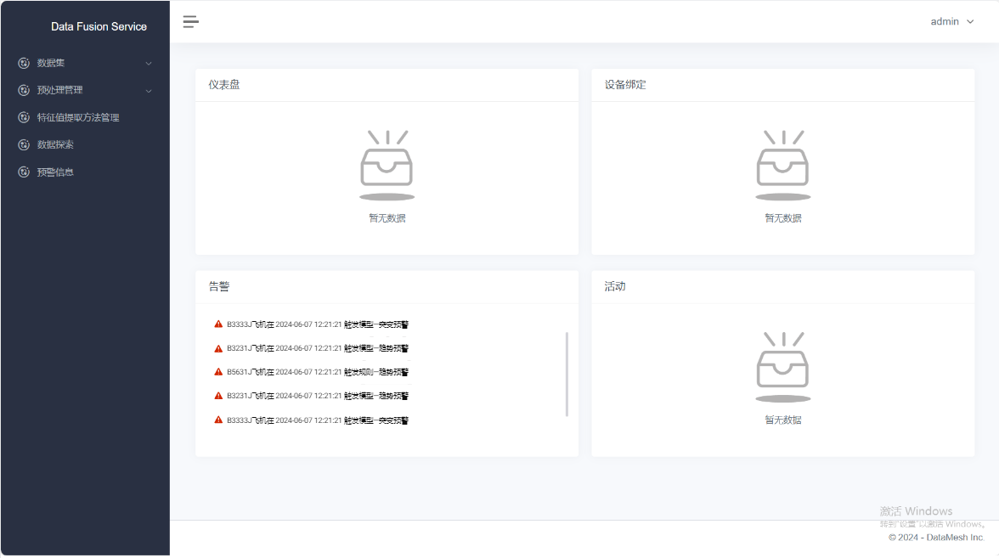 Data Fusion Service
admin
数据集
预处理管理
特征值提取方法管理
数据探索
预警信息
仪表盘
暂无数据
设备绑定
暂无数据
告警
B3333J飞机在 2024-06-07 12:21:21 触发模型—突变预警
B3231J飞机在 2024-06-07 12:21:21 触发模型—趋势预警
B5631J飞机在 2024-06-07 12:21:21 触发规则—趋势预警
B3231J飞机在 2024-06-07 12:21:21 触发模型—趋势预警
B3333J飞机在 2024-06-07 12:21:21 触发模型—突变预警
活动
暂无数据
激活 Windows
转到"设置"以激活 Windows。
© 2024 - DataMesh Inc.